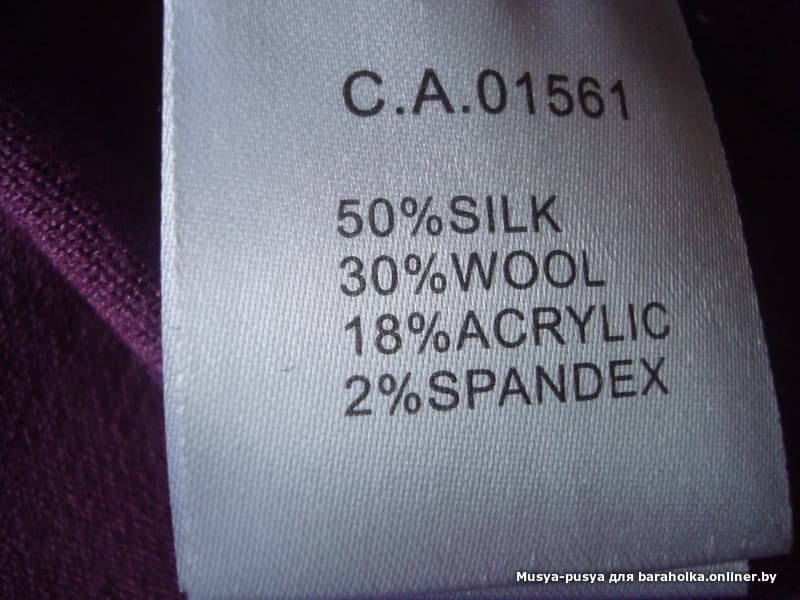 C.A.01561
50%SILK
30%WOOL
18%ACRYLIC
2%SPANDEX
Musya-pusya для baraholka.onliner.by